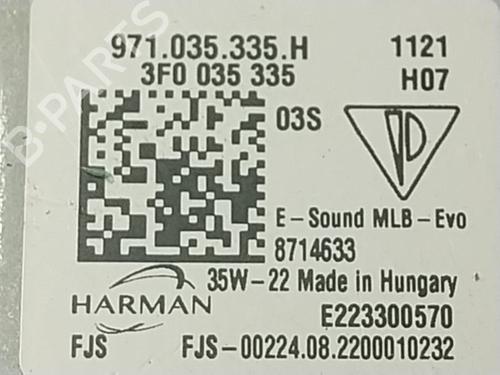 971.035.335.H 1121
3F0 035 335 H07
03S
E-Sound MLB-Evo
8714633
35W-22 Made in Hungary
HARMAN E223300570
FJS FJS-00224.08.2200010232
B-PARTS